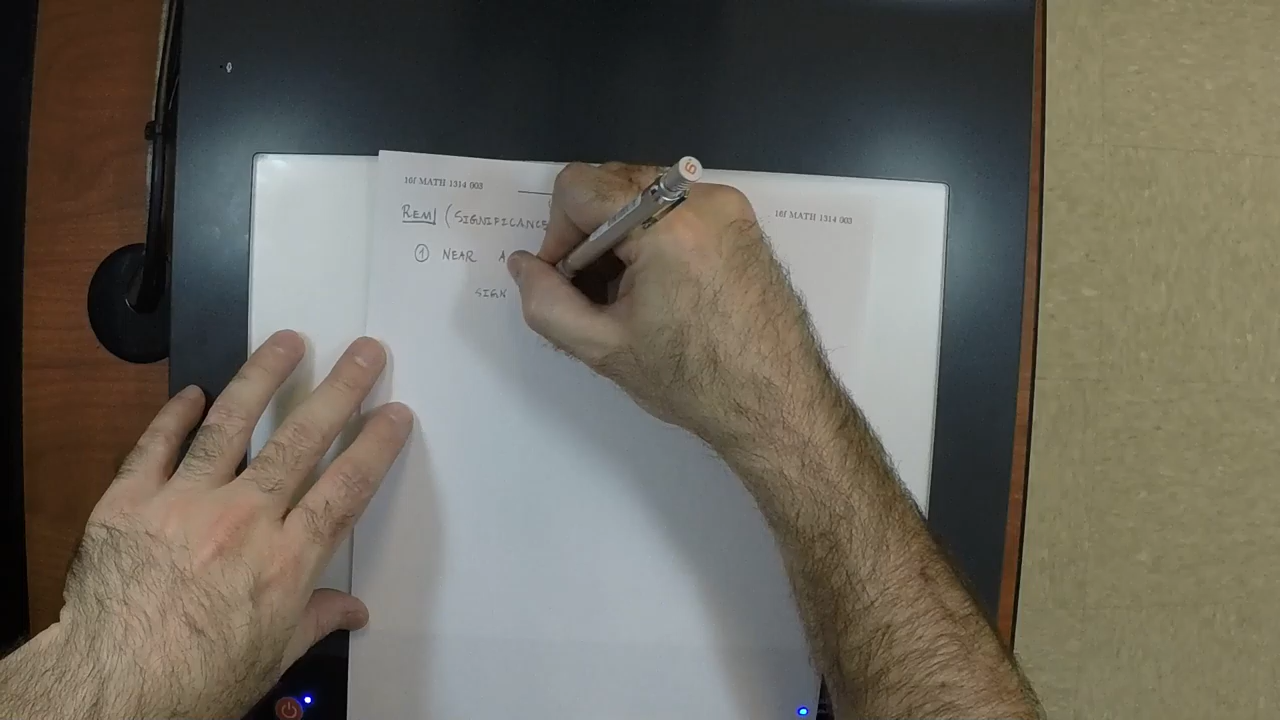 16f MATH 1314 003
16f MATH 1314 003
REM (SIGNIFICANCE
① NEAR A
SIGN